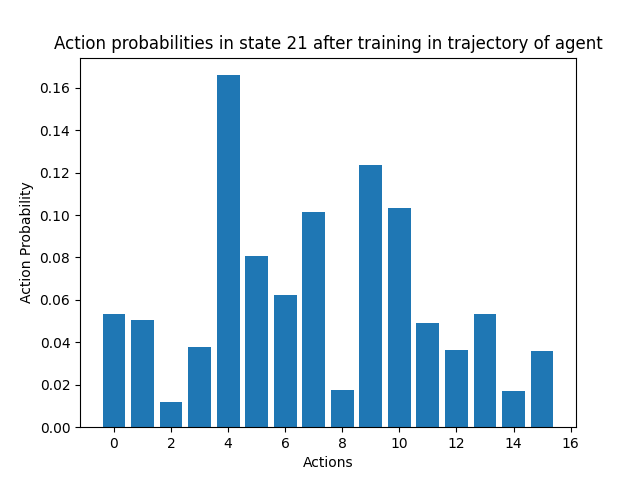 Action probabilities in state 21 after training in trajectory of agent
0.16
0.14
0.12
0.10
0.08
0.06
0.04
0.02
0.00
Action Probability
0 2 4 6 8 10 12 14 16
Actions